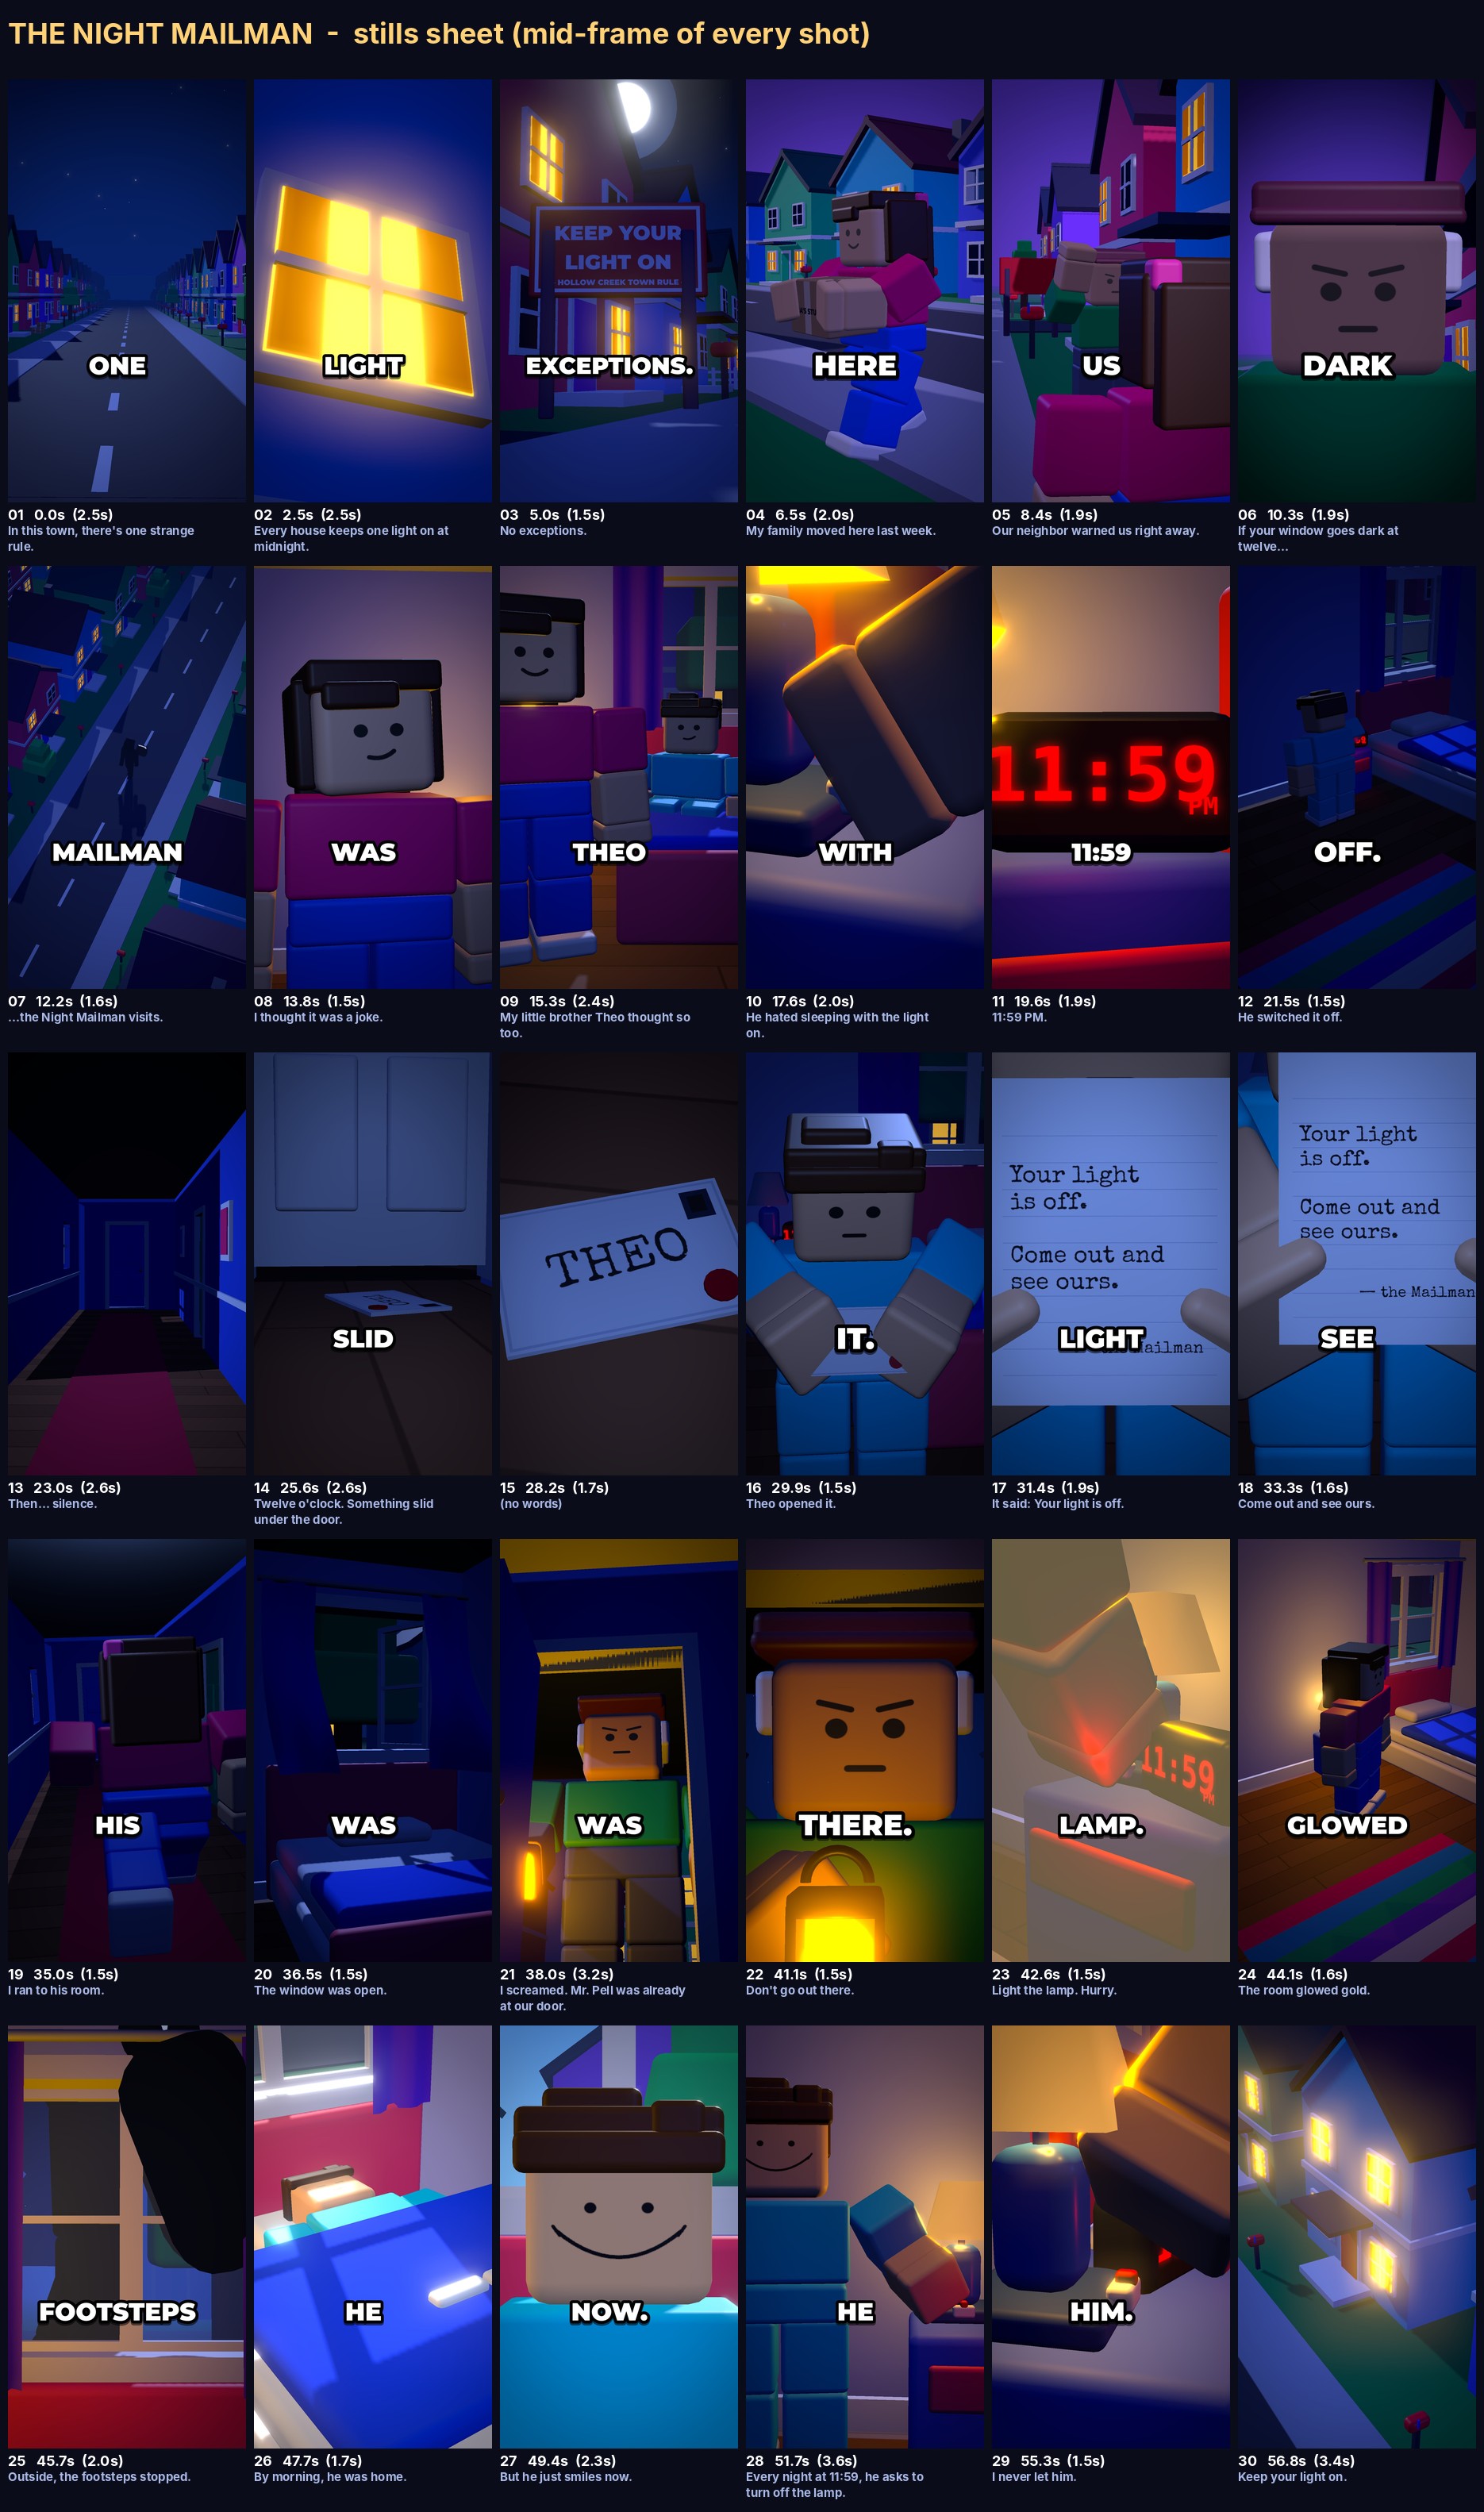 THE NIGHT MAILMAN - stills sheet (mid-frame of every shot)
ONE
LIGHT
KEEP YOUR
LIGHT ON
HOLLOW CREEK TOWN RULE
EXCEPTIONS.
HERE
US
DARK
01 0.0s (2.5s)
In this town, there's one strange
rule.
02 2.5s (2.5s)
Every house keeps one light on at
midnight.
03 5.0s (1.5s)
No exceptions.
04 6.5s (2.0s)
My family moved here last week.
05 8.4s (1.9s)
Our neighbor warned us right away.
06 10.3s (1.9s)
If your window goes dark at
twelve...
MAILMAN
WAS
THEO
WITH
11:59
PM
11:59
OFF.
07 12.2s (1.6s)
...the Night Mailman visits.
08 13.8s (1.5s)
I thought it was a joke.
09 15.3s (2.4s)
My little brother Theo thought so
too.
10 17.6s (2.0s)
He hated sleeping with the light
on.
11 19.6s (1.9s)
11:59 PM.
12 21.5s (1.5s)
He switched it off.
THEO
SLID
THEO
IT.
Your light
is off.
Come out and
see ours.
LIGHT
Mailman
Your light
is off.
Come out and
see ours.
— the Mailman
SEE
13 23.0s (2.6s)
Then... silence.
14 25.6s (2.6s)
Twelve o'clock. Something slid
under the door.
15 28.2s (1.7s)
(no words)
16 29.9s (1.5s)
Theo opened it.
17 31.4s (1.9s)
It said: Your light is off.
18 33.3s (1.6s)
Come out and see ours.
HIS
WAS
WAS
THERE.
11:59
PM
LAMP.
GLOWED
19 35.0s (1.5s)
I ran to his room.
20 36.5s (1.5s)
The window was open.
21 38.0s (3.2s)
I screamed. Mr. Pell was already
at our door.
22 41.1s (1.5s)
Don't go out there.
23 42.6s (1.5s)
Light the lamp. Hurry.
24 44.1s (1.6s)
The room glowed gold.
FOOTSTEPS
HE
NOW.
HE
HIM.
25 45.7s (2.0s)
Outside, the footsteps stopped.
26 47.7s (1.7s)
By morning, he was home.
27 49.4s (2.3s)
But he just smiles now.
28 51.7s (3.6s)
Every night at 11:59, he asks to
turn off the lamp.
29 55.3s (1.5s)
I never let him.
30 56.8s (3.4s)
Keep your light on.